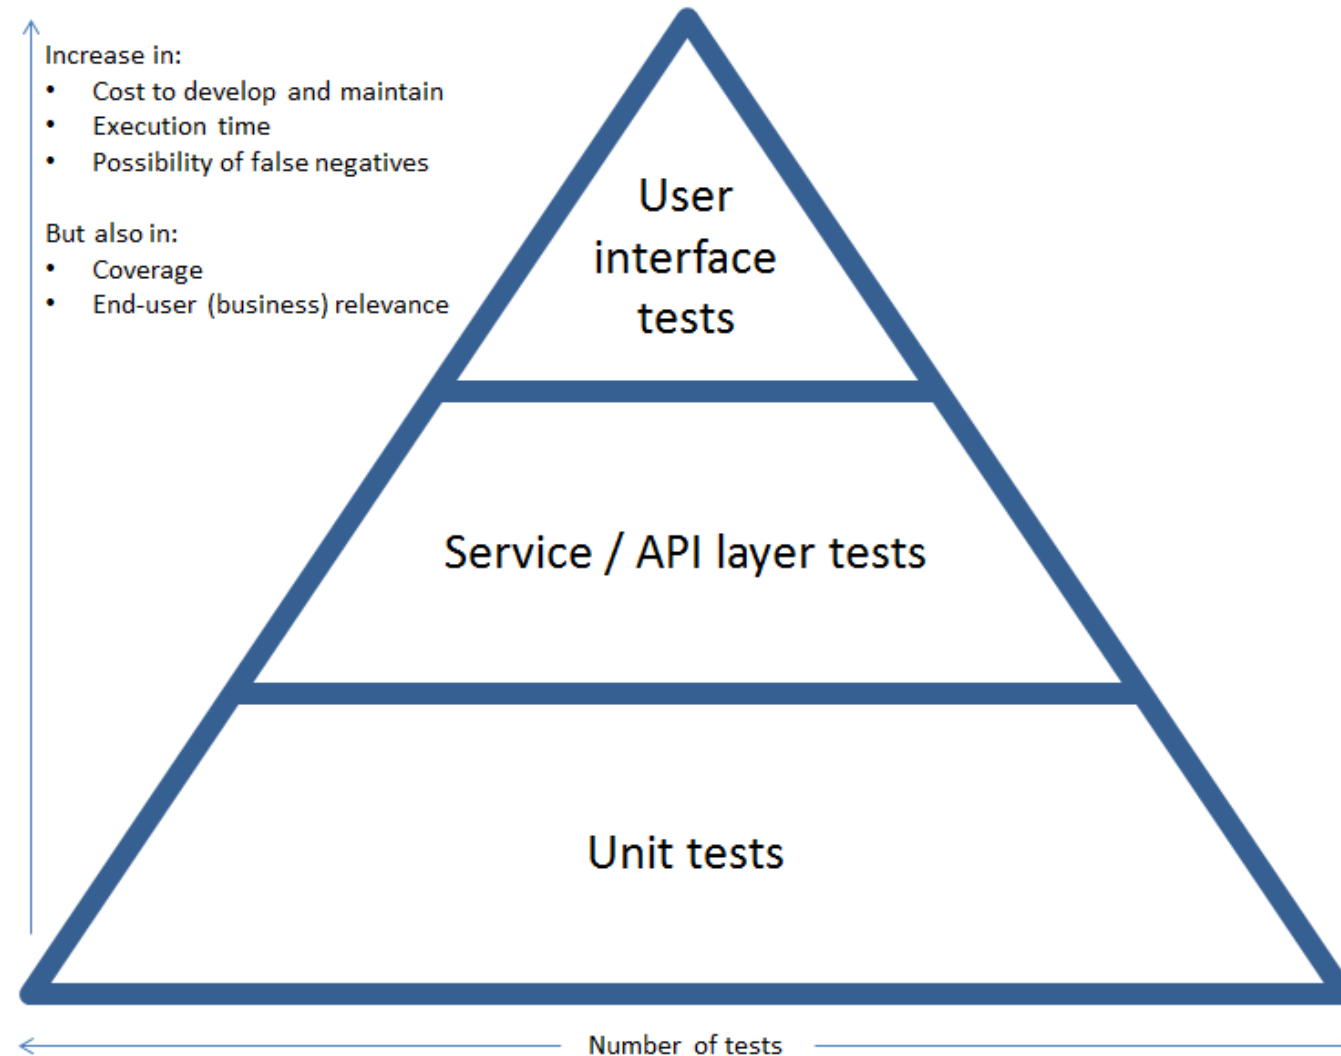 Increase in:
• Cost to develop and maintain
• Execution time
• Possibility of false negatives
But also in:
• Coverage
• End-user (business) relevance
User
interface
tests
Service / API layer tests
Unit tests
Number of tests